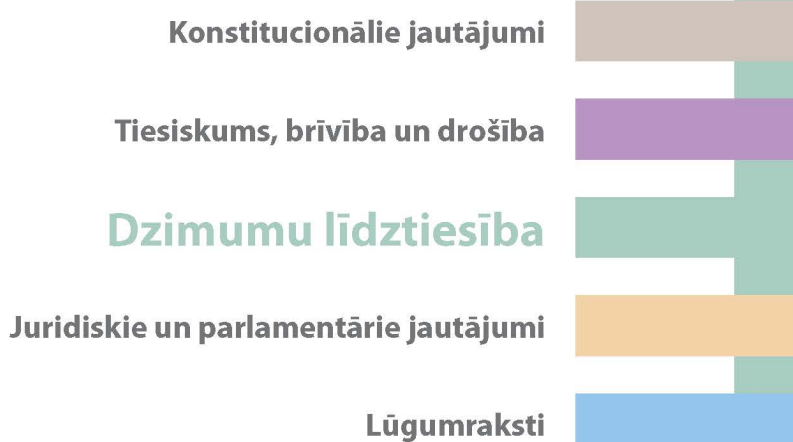 Konstitucionālie jautājumi
Tiesiskums, brīvība un drošība
Dzimumu līdztiesība
Juridiskie un parlamentārie jautājumi
Lūgumraksti